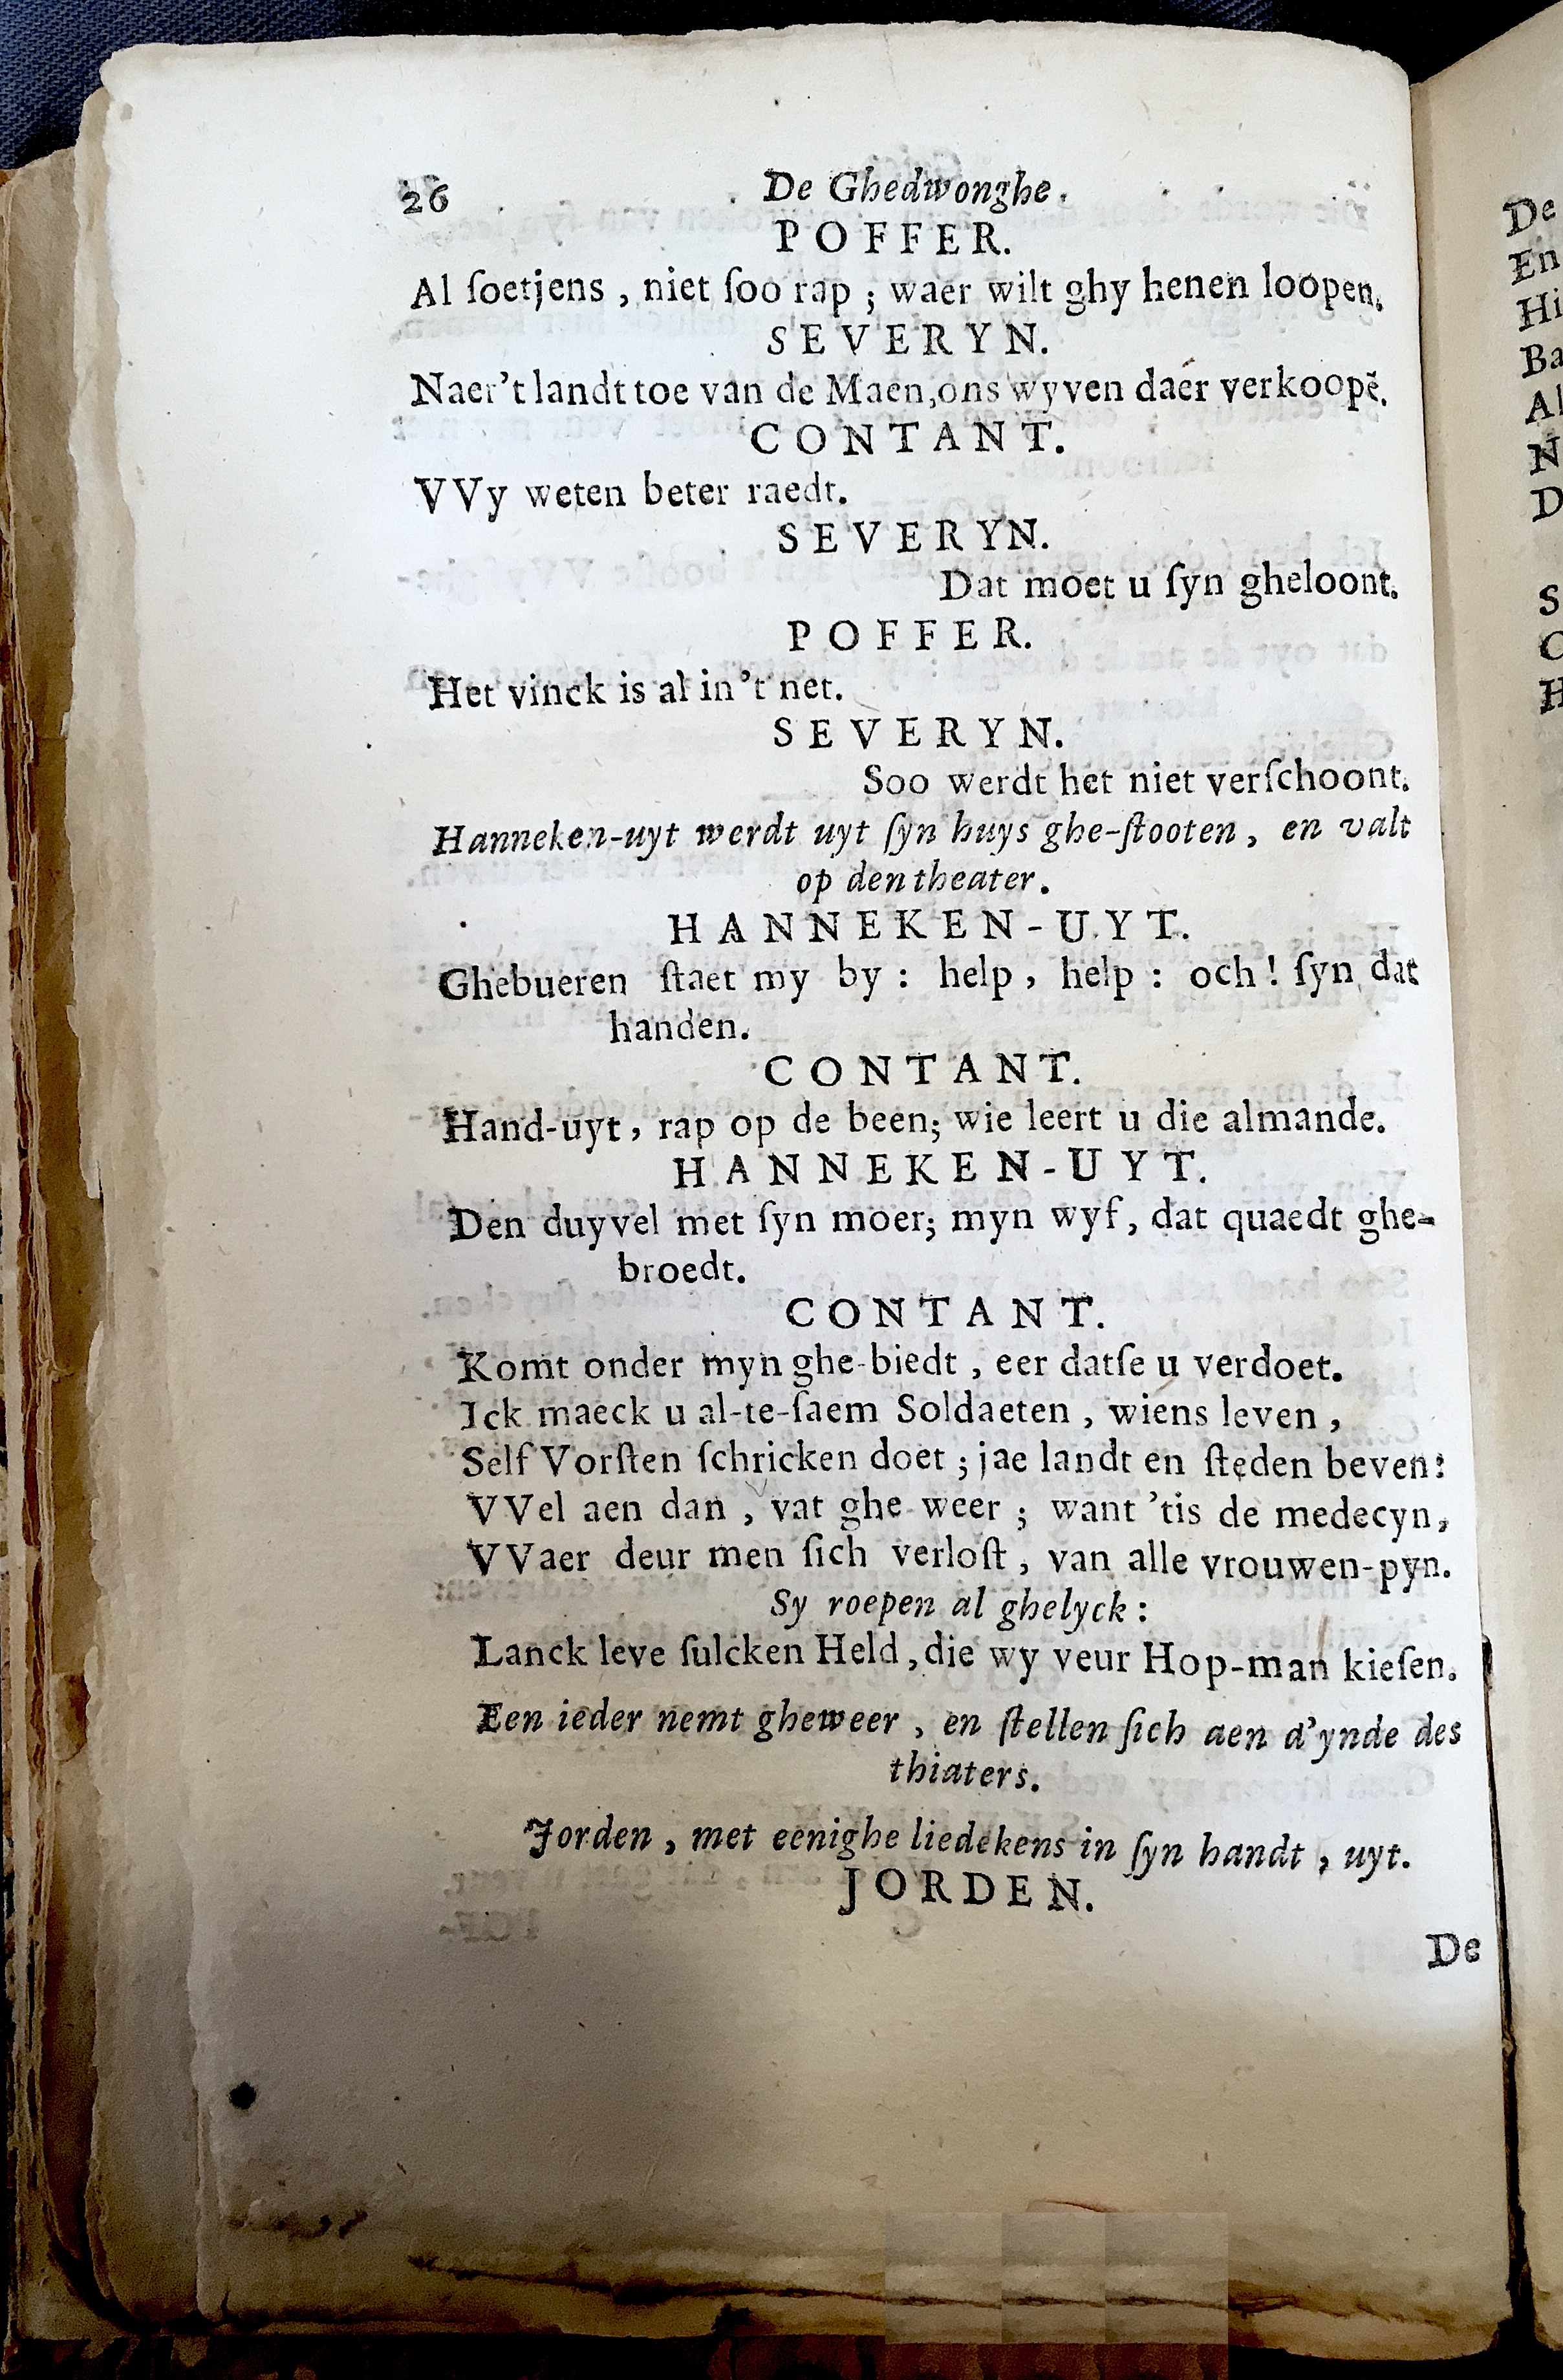 26 De Ghedwonghe.
POFFER.
Al ſoetjens, niet ſoo rap; waer wilt ghy henen loopen.
SEVERYN.
Naer't landt toe van de Maen, ons wyven daer verkoopē.
CONTANT.
VVy weten beter raedt.
SEVERYN.
Dat moet u ſyn gheloont.
POFFER.
Het vinck is al in't net.
SEVERYN.
Soo werdt het niet verſchoont.
Hanneken-uyt werdt uyt ſyn huys ghe-ſtooten, en valt
op den theater.
HANNEKEN-UYT.
Ghebueren ſtaet my by: help, help: och! ſyn dat
handen.
CONTANT.
Hand-uyt, rap op de been; wie leert u die almande.
HANNEKEN-UYT.
Den duyvel met ſyn moer; myn wyf, dat quaedt ghe-
broedt.
CONTANT.
Komt onder myn ghe-biedt, eer datſe u verdoet.
Ick maeck u al-te-ſaem Soldaeten, wiens leven,
Self Vorſten ſchricken doet; jae landt en ſteden beven:
VVel aen dan, vat ghe-weer; want 'tis de medecyn,
VVaer deur men ſich verloſt, van alle vrouwen-pyn.
Sy roepen al ghelyck:
Lanck leve ſulcken Held, die wy veur Hop-man kieſen.
Een ieder nemt gheweer, en ſtellen ſich aen d'ynde des
thiaters.
Jorden, met eenighe liedekens in ſyn handt, uyt.
JORDEN.
De
De
En
Hi
Ba
Al
N
D
S
C
H